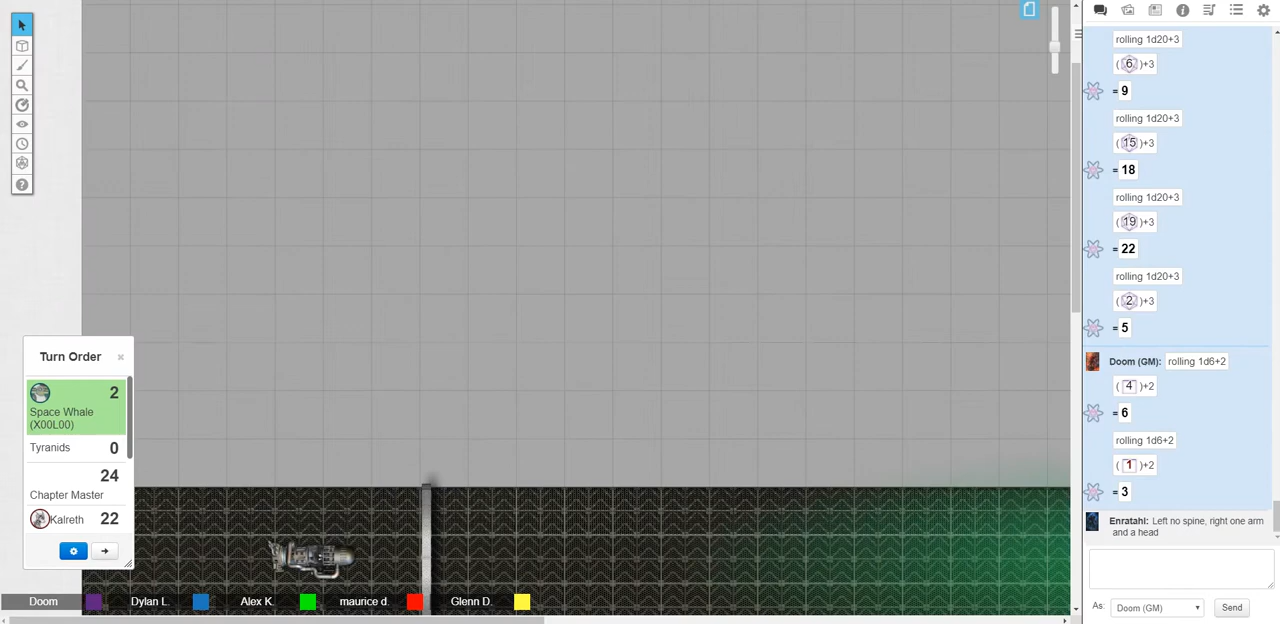 rolling 1d20+3
(6)+3
= 9
rolling 1d20+3
(15)+3
= 18
rolling 1d20+3
(19)+3
= 22
rolling 1d20+3
(2)+3
= 5
Doom (GM): rolling 1d6+2
(4)+2
= 6
rolling 1d6+2
(1)+2
= 3
Enratahl: Left no spine, right one arm
and a head
As: Doom (GM) Send
Turn Order ×
2
Space Whale
(X00L00)
Tyranids 0
24
Chapter Master
Kalreth 22
Doom Dylan L. Alex K. maurice d. Glenn D.